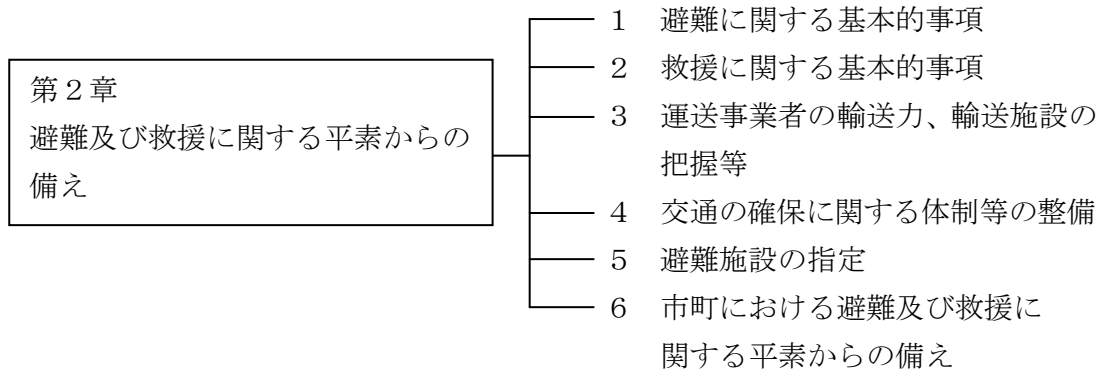 第２章
避難及び救援に関する平素からの
備え
１　避難に関する基本的事項
２　救援に関する基本的事項
３　運送事業者の輸送力、輸送施設の
把握等
４　交通の確保に関する体制等の整備
５　避難施設の指定
６　市町における避難及び救援に
関する平素からの備え